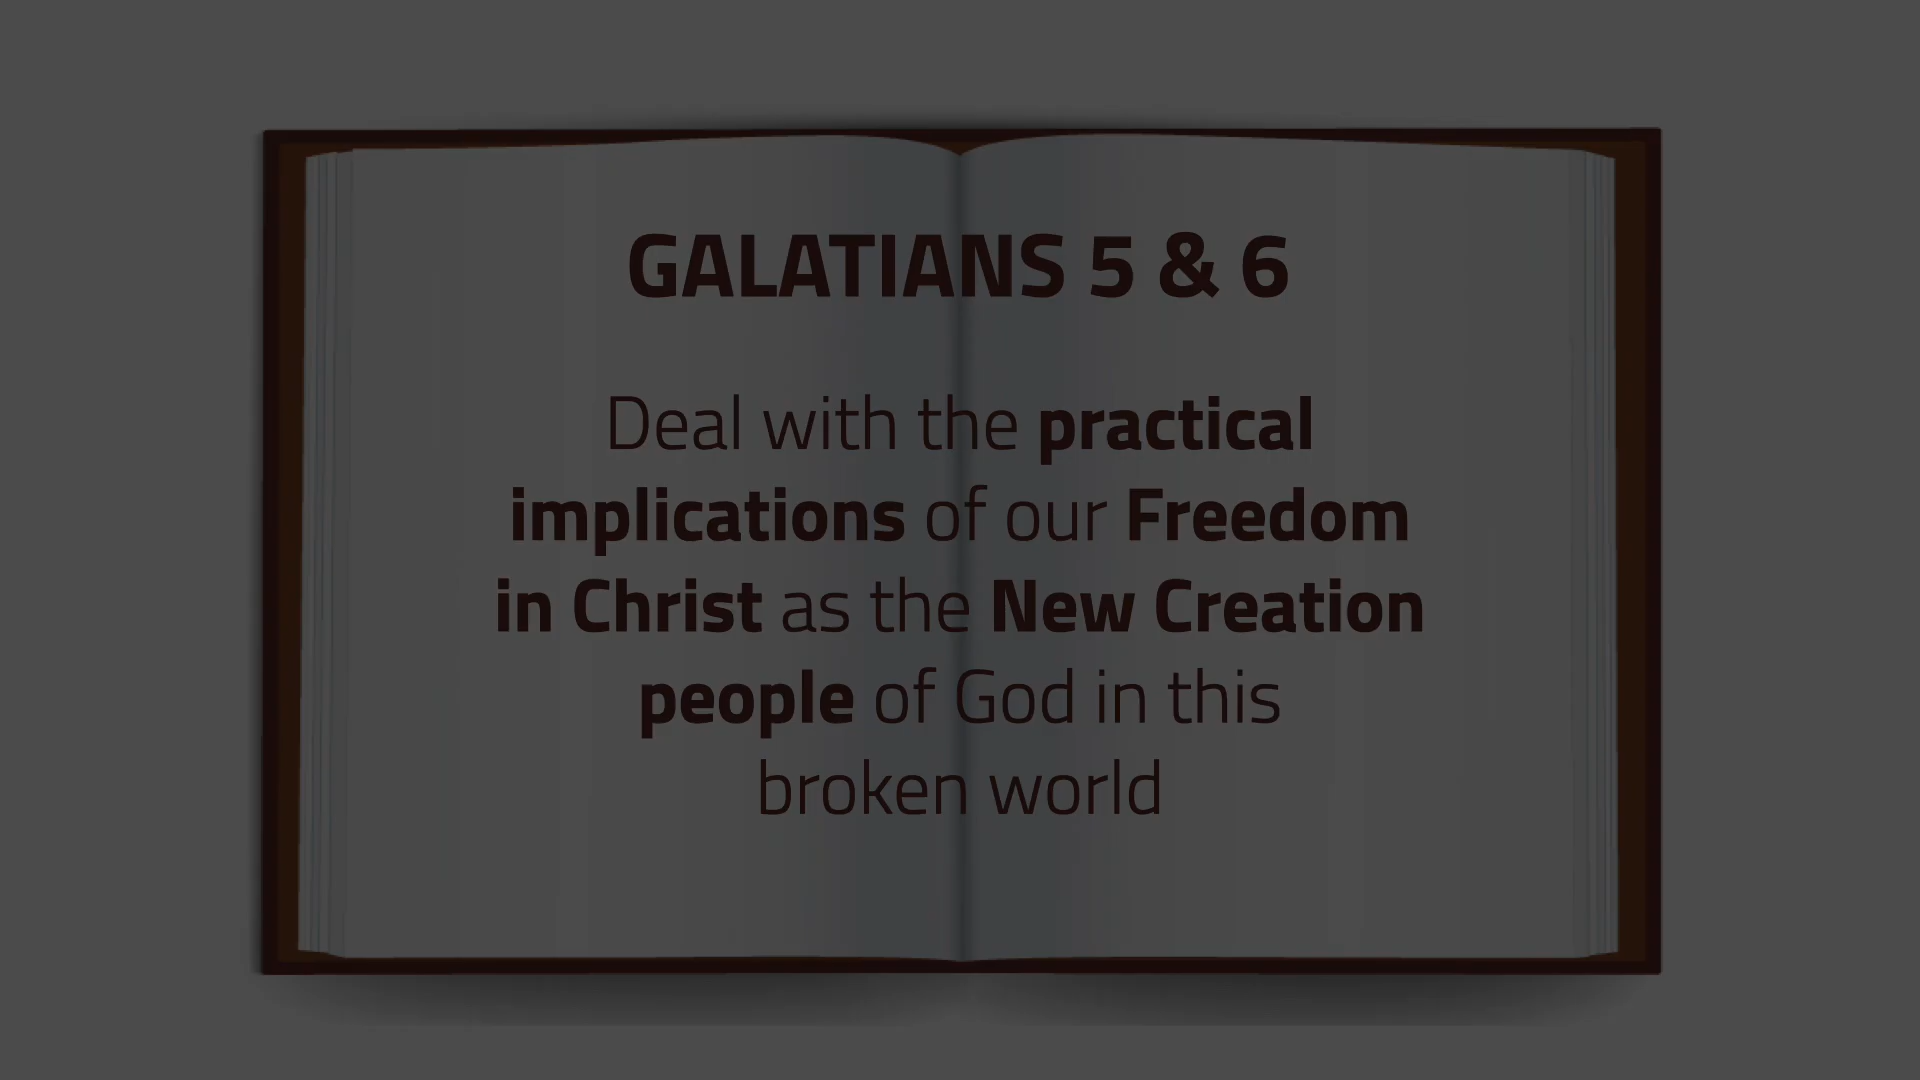 GALATIANS 5 & 6
Deal with the practical
implications of our Freedom
in Christ as the New Creation
people of God in this
broken world